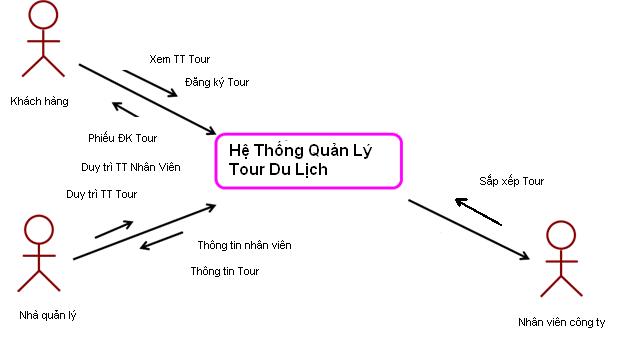 Xem TT Tour
Đăng ký Tour
Khách hàng
Phiếu ĐK Tour
Hệ Thống Quản Lý
Tour Du Lịch
Duy trì TT Nhân Viên
Duy trì TT Tour
Sắp xếp Tour
Thông tin nhân viên
Thông tin Tour
Nhà quản lý
Nhân viên công ty